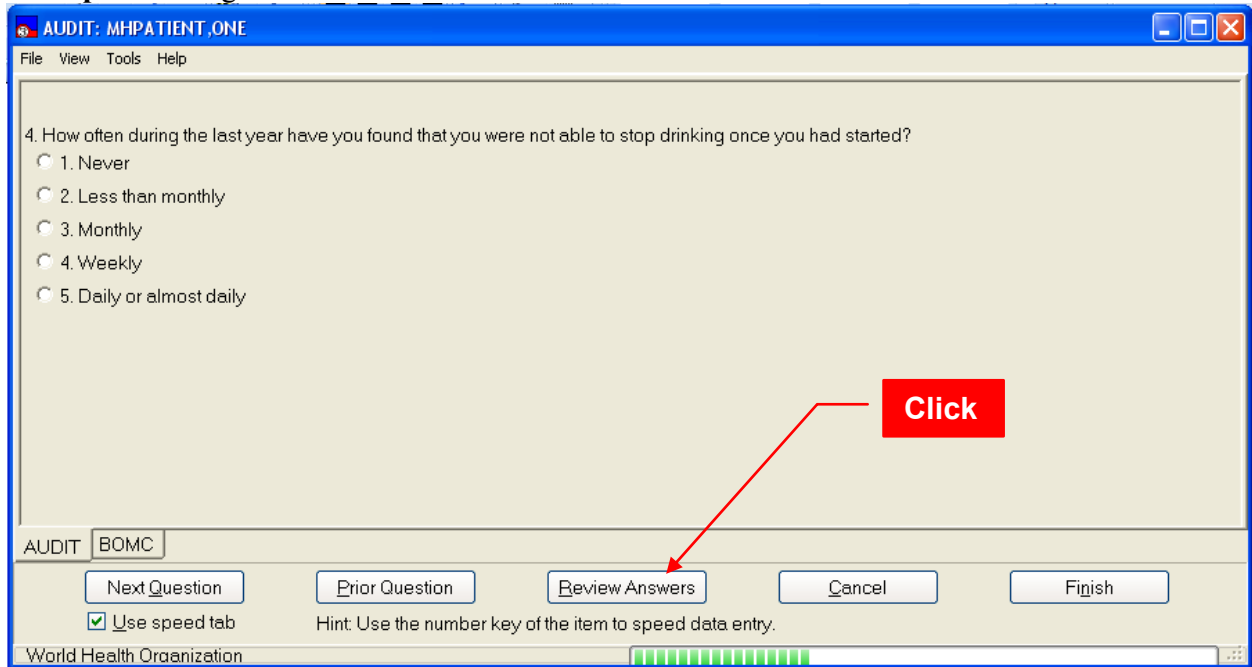 AUDIT: MHPATIENT,ONE
File View Tools Help
4. How often during the last year have you found that you were not able to stop drinking once you had started?
1. Never
2. Less than monthly
3. Monthly
4. Weekly
5. Daily or almost daily
Click
AUDIT BOMC
Next Question Prior Question Review Answers Cancel Finish
Use speed tab Hint: Use the number key of the item to speed data entry.
World Health Organization